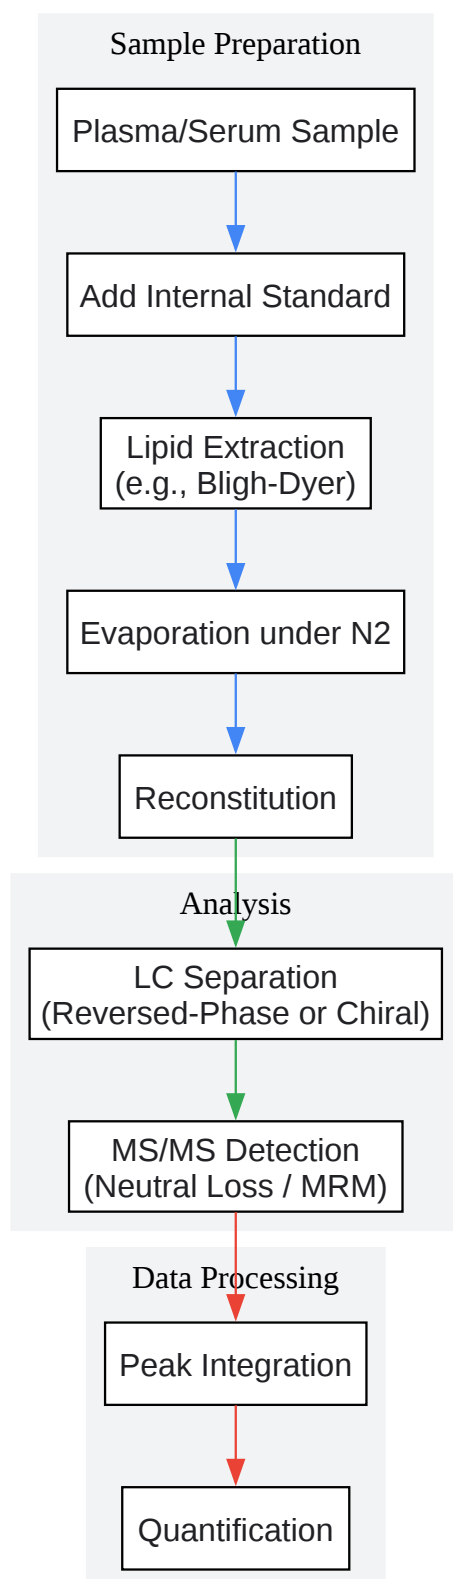 Sample Preparation
Plasma/Serum Sample
Add Internal Standard
Lipid Extraction
(e.g., Bligh-Dyer)
Evaporation under N2
Reconstitution
Analysis
LC Separation
(Reversed-Phase or Chiral)
MS/MS Detection
(Neutral Loss / MRM)
Data Processing
Peak Integration
Quantification